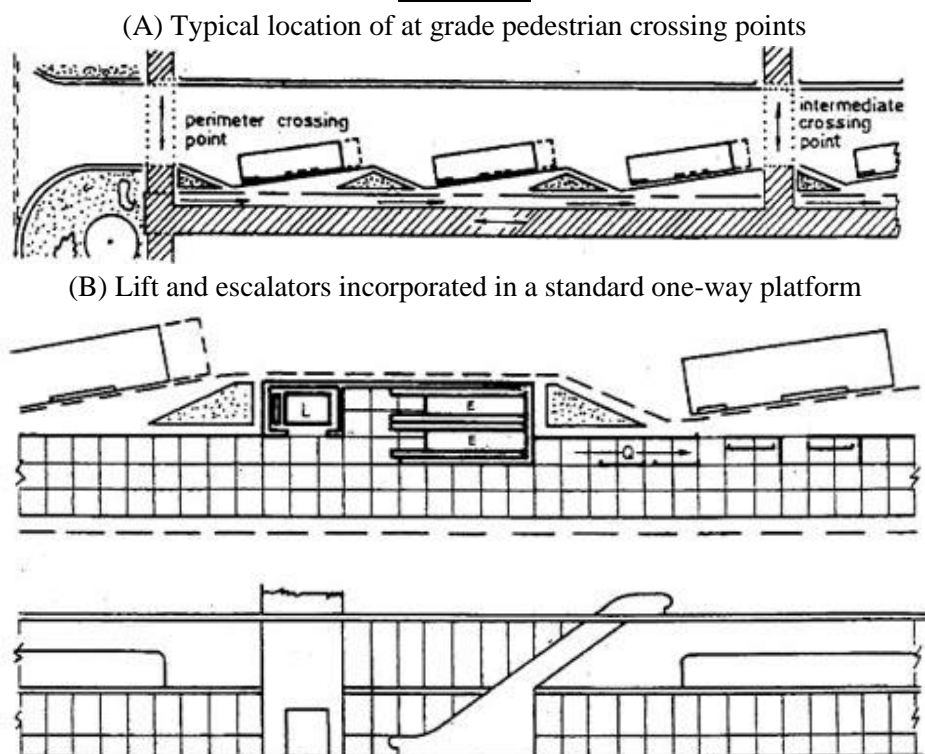 (A) Typical location of at grade pedestrian crossing points
perimeter crossing
point
intermediate
crossing
point
(B) Lift and escalators incorporated in a standard one-way platform
L
E
E
Q